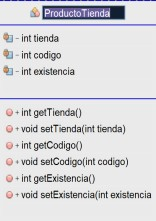 ProductoTienda
- int tienda
- int codigo
- int existencia
+ int getTienda()
+ void setTienda(int tienda)
+ int getCodigo()
+ void setCodigo(int codigo)
+ int getExistencia()
+ void setExistencia(int existencia